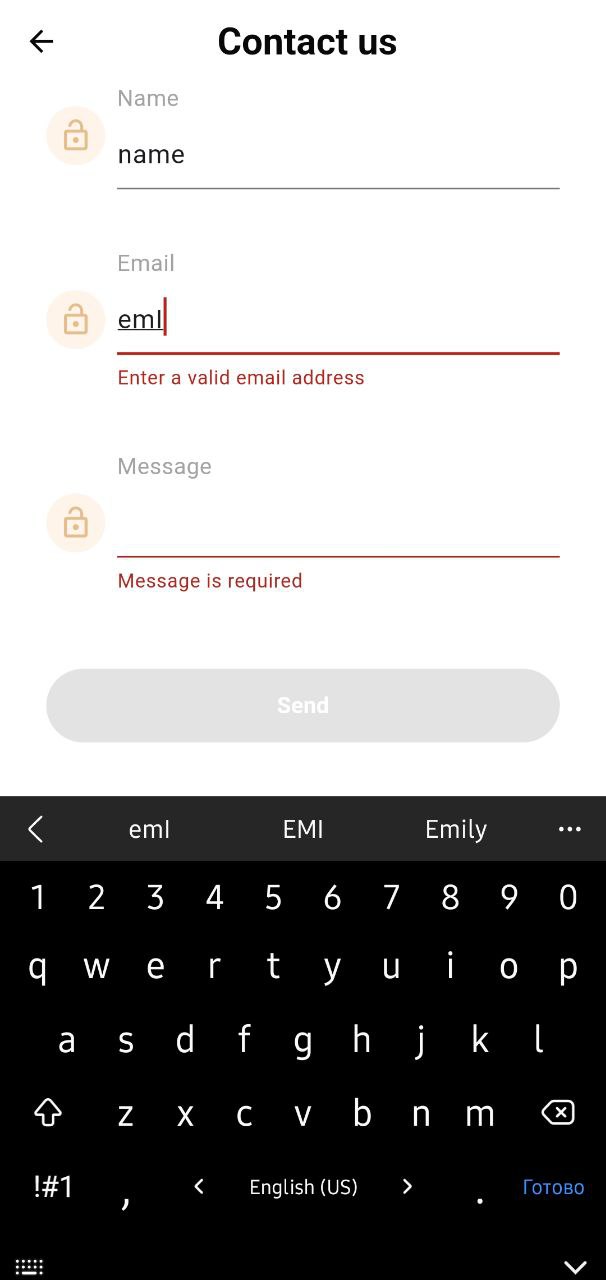 Contact us
Name
name
Email
eml
Enter a valid email address
Message
Message is required
Send
eml EMI Emily
1 2 3 4 5 6 7 8 9 0
q w e r t y u i o p
a s d f g h j k l
z x c v b n m
!#1 , English (US) . Готово